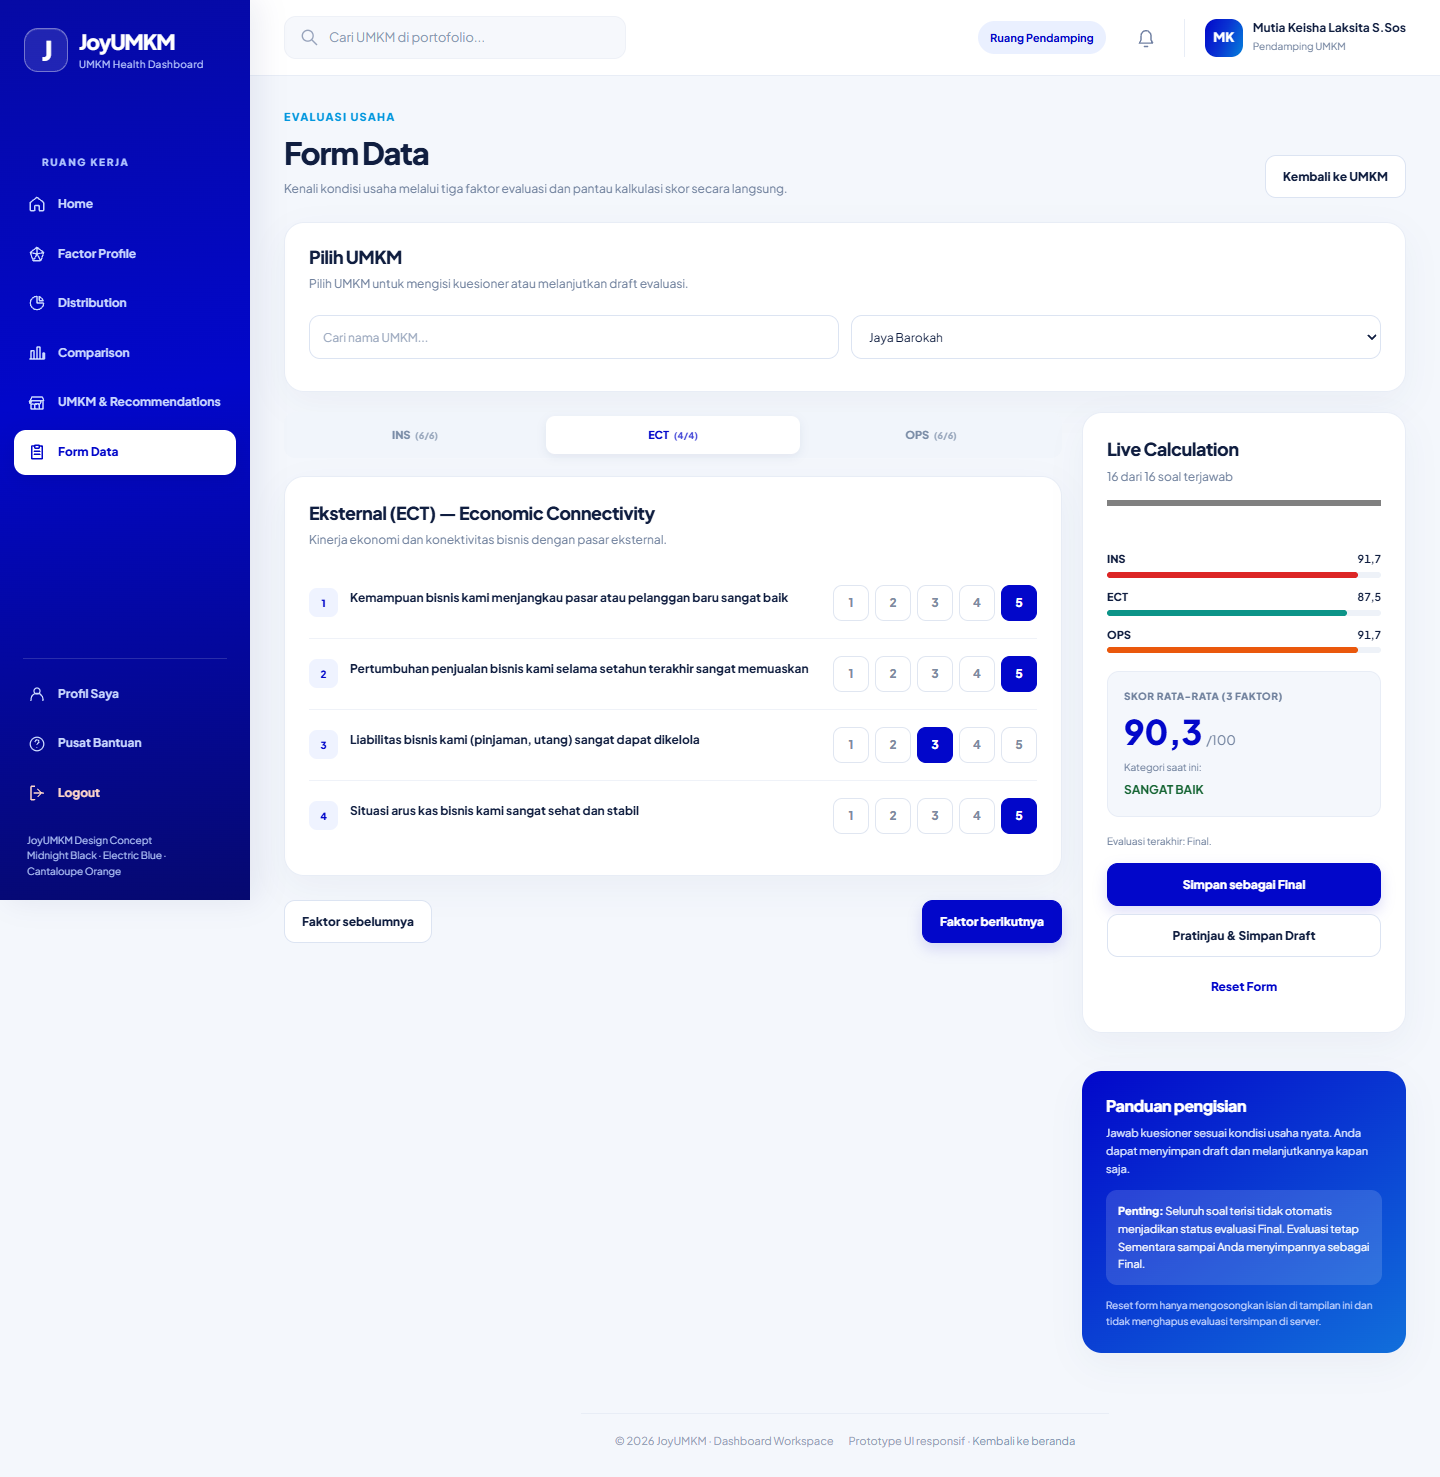 J
JoyUMKM
UMKM Health Dashboard
RUANG KERJA
Home
Factor Profile
Distribution
Comparison
UMKM & Recommendations
Form Data
Profil Saya
Pusat Bantuan
Logout
JoyUMKM Design Concept
Midnight Black · Electric Blue ·
Cantaloupe Orange
Cari UMKM di portofolio...
Ruang Pendamping
MK
Mutia Keisha Laksita S.Sos
Pendamping UMKM
EVALUASI USAHA
Form Data
Kenali kondisi usaha melalui tiga faktor evaluasi dan pantau kalkulasi skor secara langsung.
Kembali ke UMKM
Pilih UMKM
Pilih UMKM untuk mengisi kuesioner atau melanjutkan draft evaluasi.
Cari nama UMKM...
Jaya Barokah
INS (6/6)
ECT (4/4)
OPS (6/6)
Eksternal (ECT) — Economic Connectivity
Kinerja ekonomi dan konektivitas bisnis dengan pasar eksternal.
1 Kemampuan bisnis kami menjangkau pasar atau pelanggan baru sangat baik 1 2 3 4 5
2 Pertumbuhan penjualan bisnis kami selama setahun terakhir sangat memuaskan 1 2 3 4 5
3 Liabilitas bisnis kami (pinjaman, utang) sangat dapat dikelola 1 2 3 4 5
4 Situasi arus kas bisnis kami sangat sehat dan stabil 1 2 3 4 5
Faktor sebelumnya
Faktor berikutnya
Live Calculation
16 dari 16 soal terjawab
INS 91,7
ECT 87,5
OPS 91,7
SKOR RATA-RATA (3 FAKTOR)
90,3 /100
Kategori saat ini:
SANGAT BAIK
Evaluasi terakhir: Final.
Simpan sebagai Final
Pratinjau & Simpan Draft
Reset Form
Panduan pengisian
Jawab kuesioner sesuai kondisi usaha nyata. Anda
dapat menyimpan draft dan melanjutkannya kapan
saja.
Penting: Seluruh soal terisi tidak otomatis
menjadikan status evaluasi Final. Evaluasi tetap
Sementara sampai Anda menyimpannya sebagai
Final.
Reset form hanya mengosongkan isian di tampilan ini dan
tidak menghapus evaluasi tersimpan di server.
© 2026 JoyUMKM · Dashboard Workspace Prototype UI responsif · Kembali ke beranda